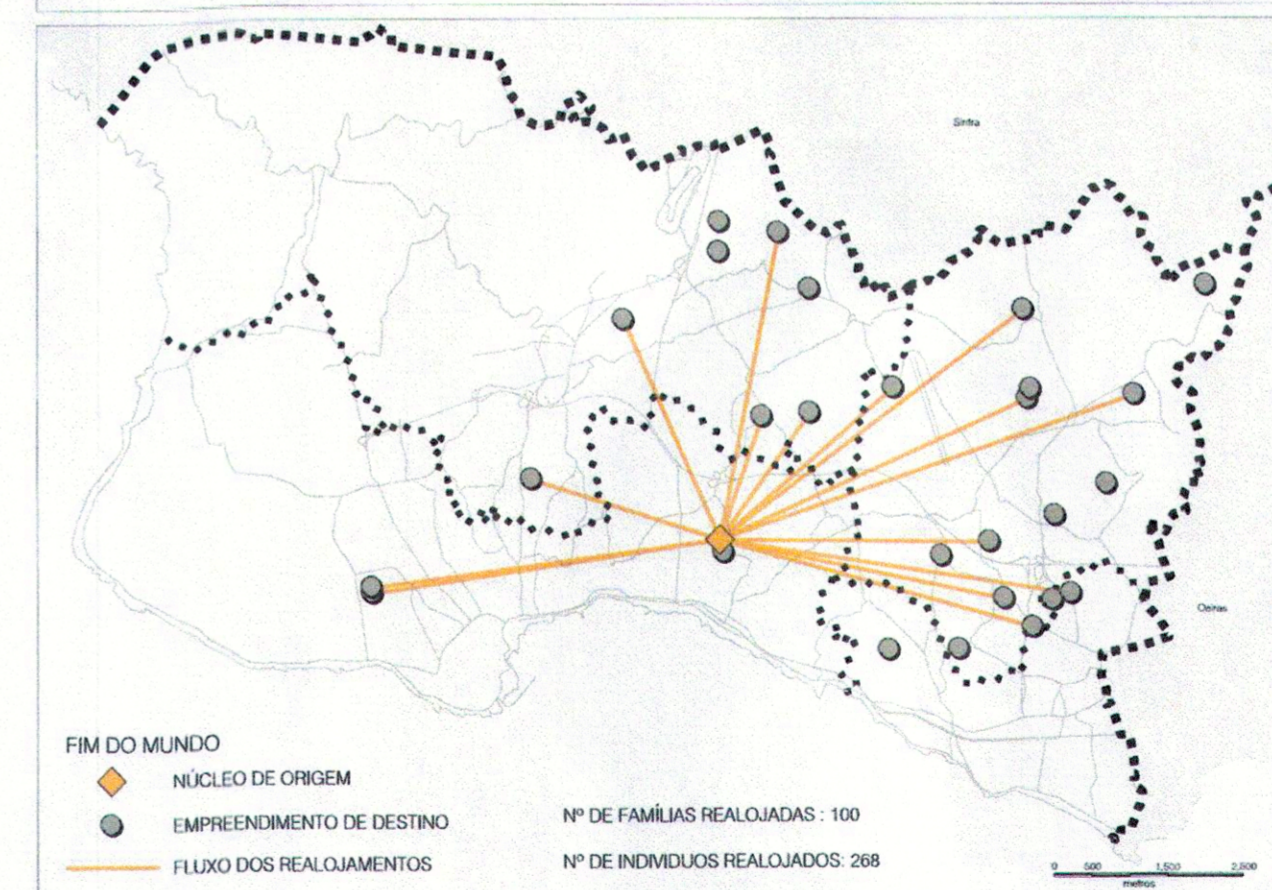 Sintra
Oeiras
FIM DO MUNDO
NÚCLEO DE ORIGEM
EMPREENDIMENTO DE DESTINO
FLUXO DOS REALOJAMENTOS
Nº DE FAMÍLIAS REALOJADAS : 100
Nº DE INDIVIDUOS REALOJADOS: 268
0 500 1,500 2,500
metros